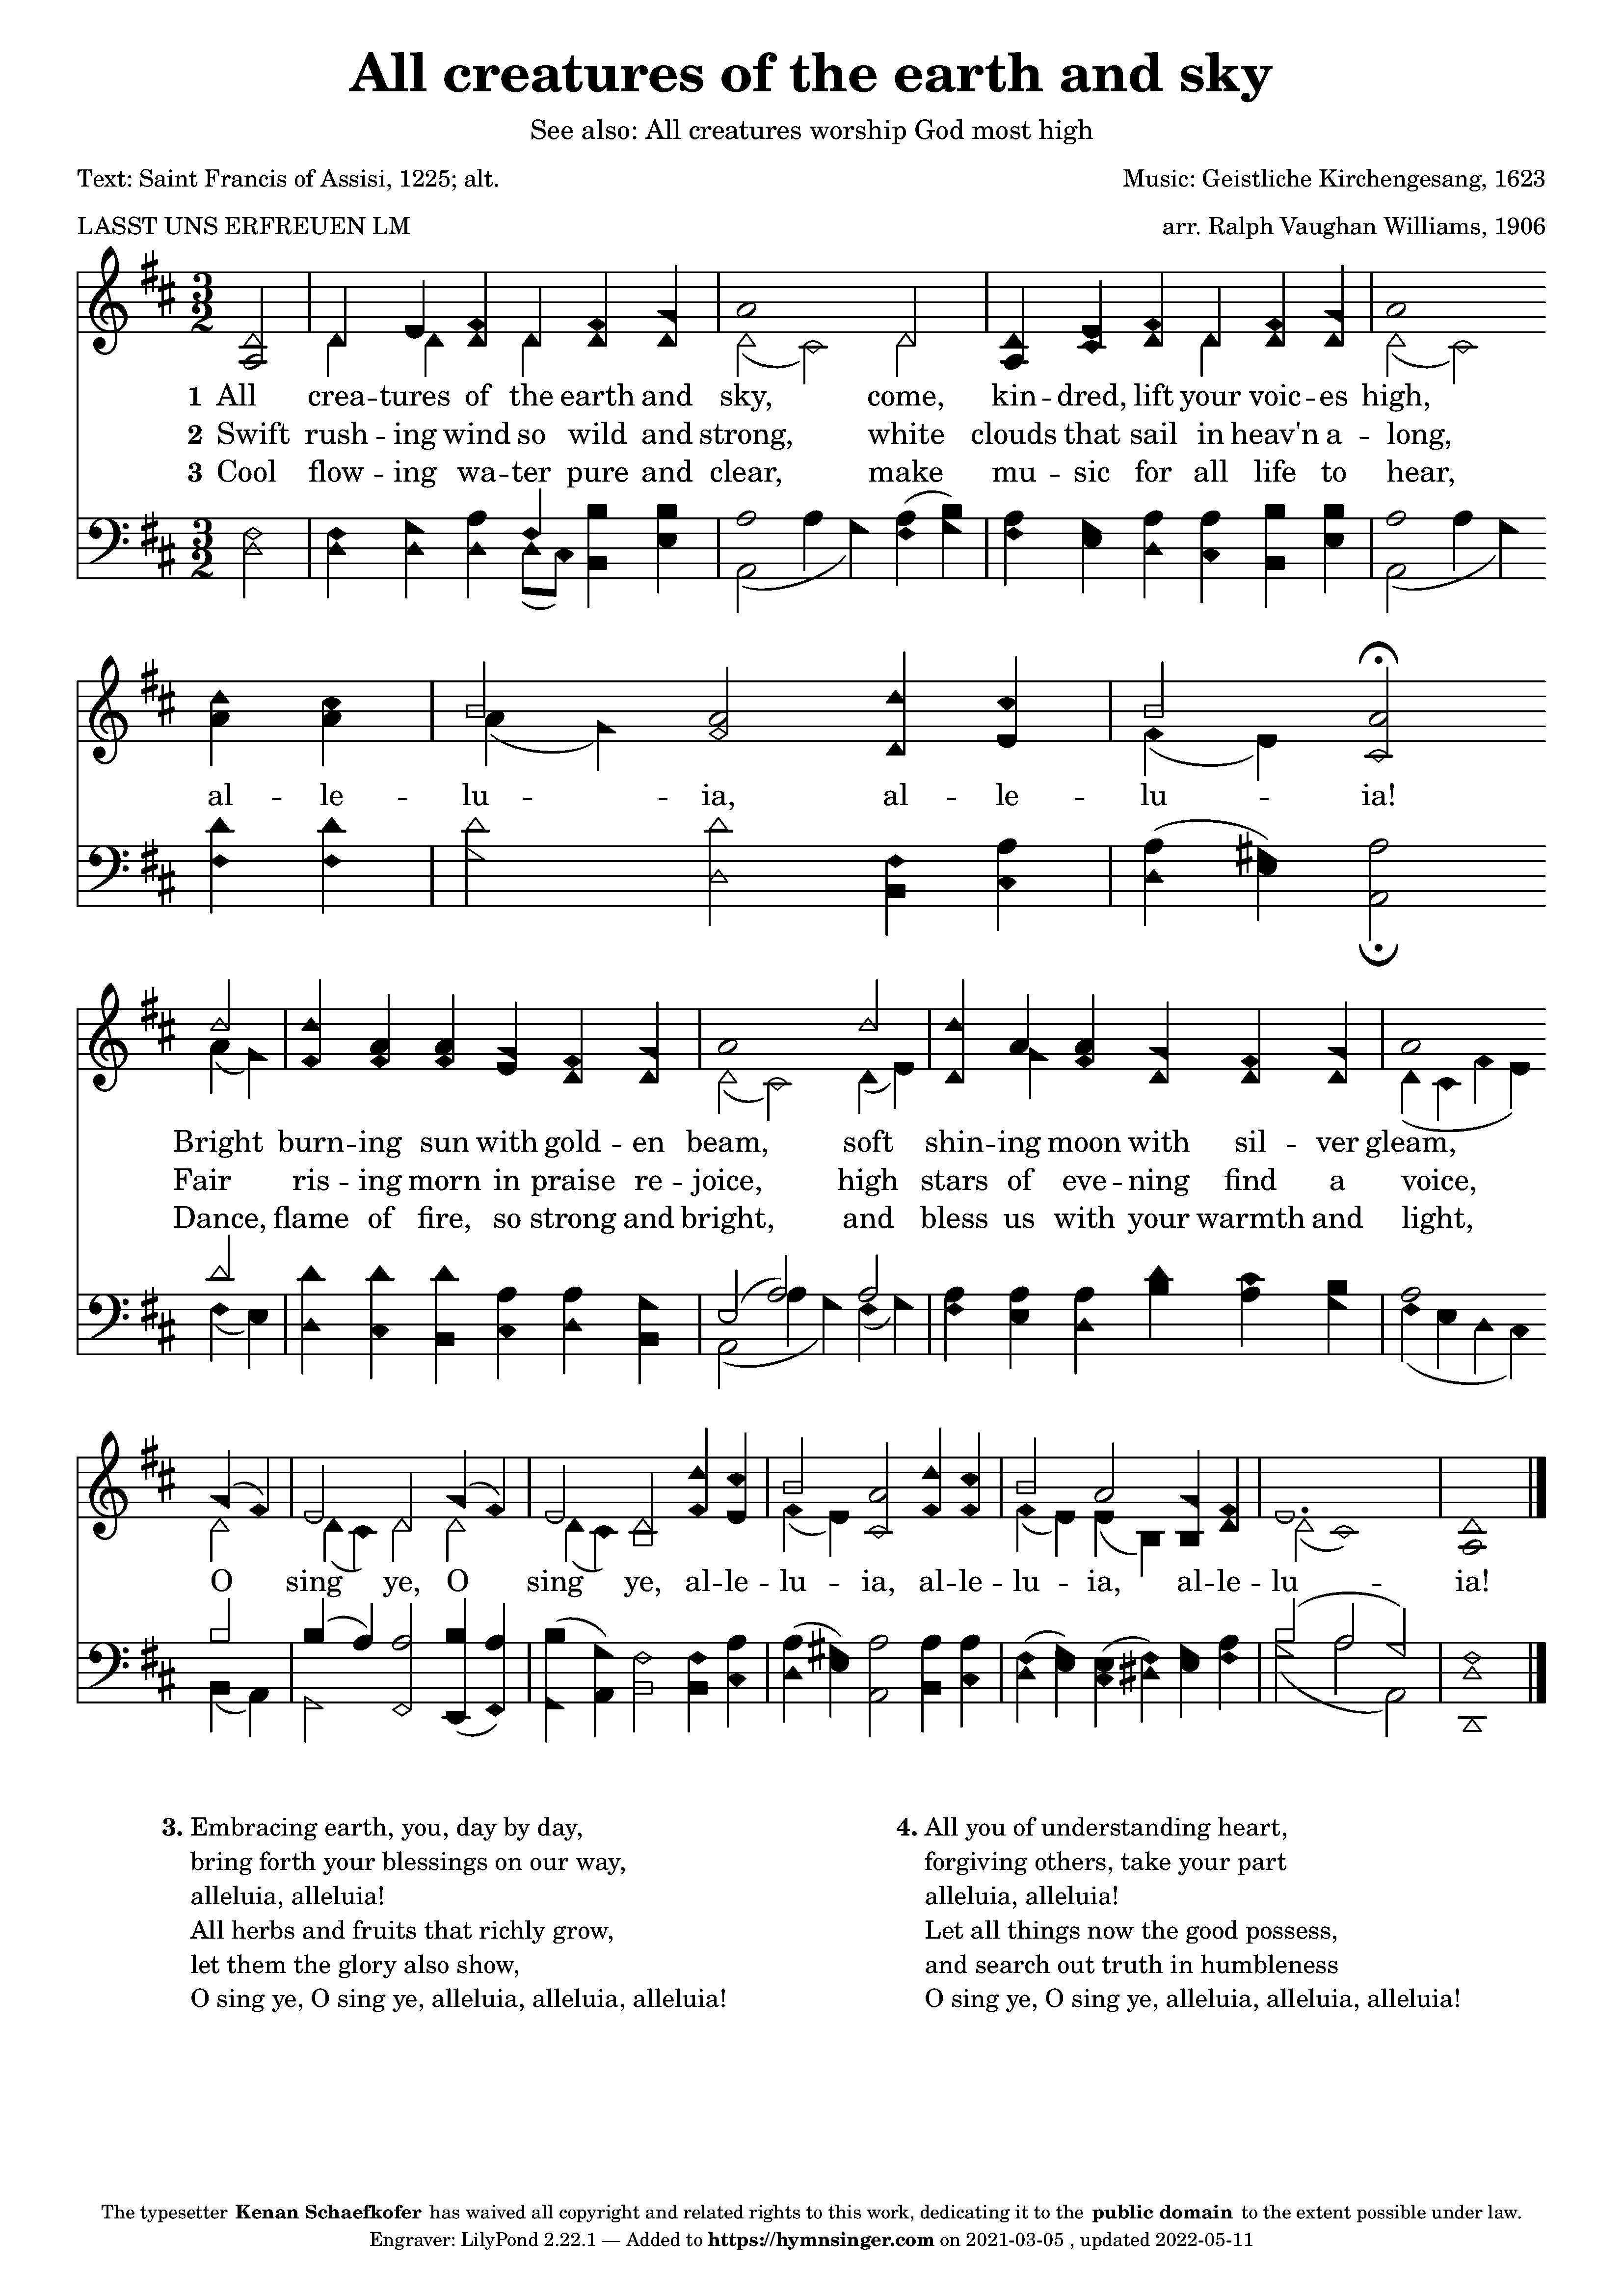 All creatures of the earth and sky
See also: All creatures worship God most high
Text: Saint Francis of Assisi, 1225; alt.
Music: Geistliche Kirchengesang, 1623
LASST UNS ERFREUEN LM
arr. Ralph Vaughan Williams, 1906
1 All crea -- tures of the earth and sky, come, kin -- dred, lift your voic -- es high,
2 Swift rush -- ing wind so wild and strong, white clouds that sail in heav'n a -- long,
3 Cool flow -- ing wa -- ter pure and clear, make mu -- sic for all life to hear,
al -- le -- lu -- ia, al -- le -- lu -- ia!
Bright burn -- ing sun with gold -- en beam, soft shin -- ing moon with sil -- ver gleam,
Fair ris -- ing morn in praise re -- joice, high stars of eve -- ning find a voice,
Dance, flame of fire, so strong and bright, and bless us with your warmth and light,
O sing ye, O sing ye, al -- le -- lu -- ia, al -- le -- lu -- ia, al -- le -- lu -- ia!
3. Embracing earth, you, day by day,
bring forth your blessings on our way,
alleluia, alleluia!
All herbs and fruits that richly grow,
let them the glory also show,
O sing ye, O sing ye, alleluia, alleluia, alleluia!
4. All you of understanding heart,
forgiving others, take your part
alleluia, alleluia!
Let all things now the good possess,
and search out truth in humbleness
O sing ye, O sing ye, alleluia, alleluia, alleluia!
The typesetter Kenan Schaefkofer has waived all copyright and related rights to this work, dedicating it to the public domain to the extent possible under law.
Engraver: LilyPond 2.22.1 — Added to https://hymnsinger.com on 2021-03-05 , updated 2022-05-11